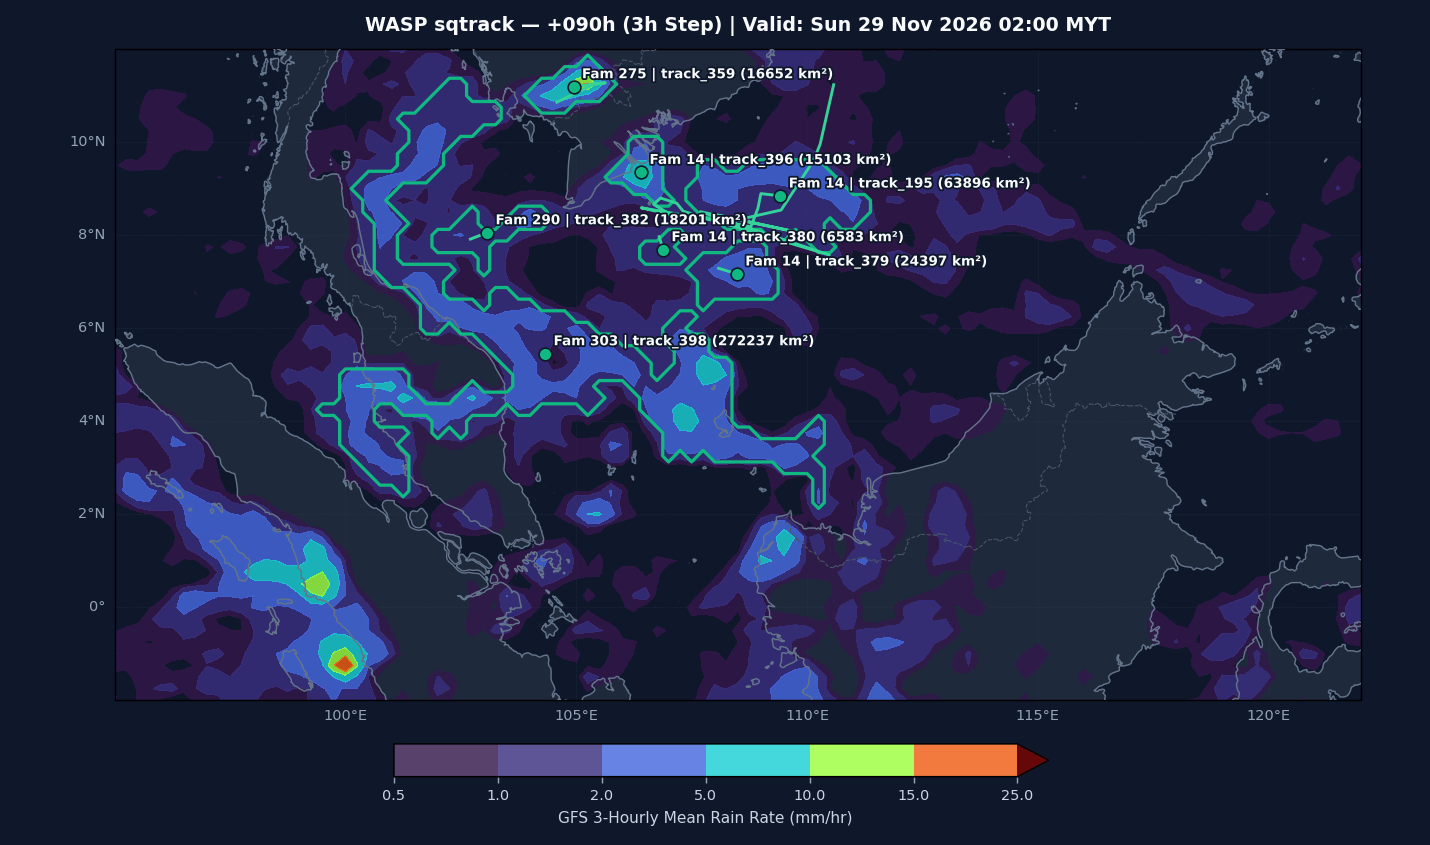 WASP sqtrack — +090h (3h Step) | Valid: Sun 29 Nov 2026 02:00 MYT
Fam 275 | track_359 (16652 km²)
10°N
Fam 14 | track_396 (15103 km²)
Fam 14 | track_195 (63896 km²)
Fam 290 | track_382 (18201 km²)
8°N
Fam 14 | track_380 (6583 km²)
Fam 14 | track_379 (24397 km²)
6°N
Fam 303 | track_398 (272237 km²)
4°N
2°N
0°
100°E 105°E 110°E 115°E 120°E
0.5 1.0 2.0 5.0 10.0 15.0 25.0
GFS 3-Hourly Mean Rain Rate (mm/hr)